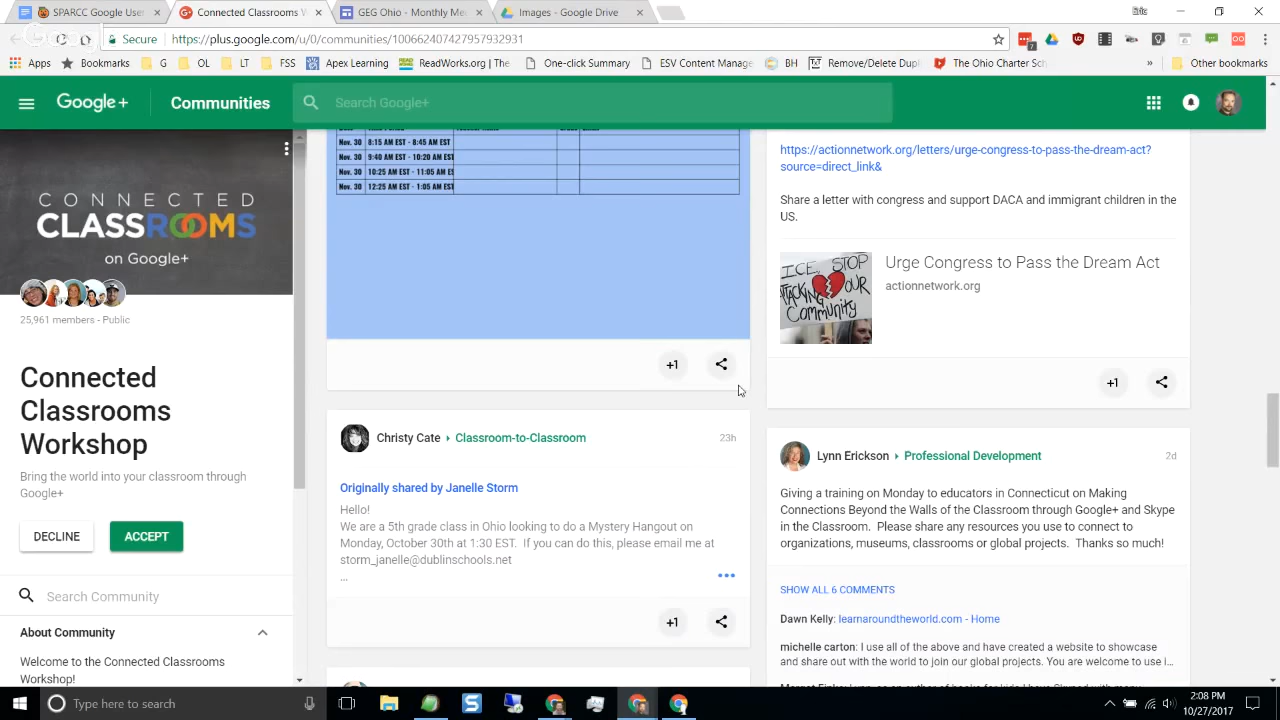 SPARCC Google User
Connected Classrooms W
GEG Ohio - Monthly Me
Images - Google Drive
Secure
https://plus.google.com/u/0/communities/100662407427957932931
7
Apps
Bookmarks
G
OL
LT
FSS
Apex Learning
READ
ReadWorks.org | The
One-click Summary
ESV Content Manage
BH
Remove/Delete Dup
The Ohio Charter Sc
»
Other bookmarks
Google+
Communities
Search Google+
CONNECTED
CLASSROOMS
on Google+
25,961 members - Public
Connected
Classrooms
Workshop
Bring the world into your classroom through
Google+
DECLINE
ACCEPT
Search Community
About Community
Welcome to the Connected Classrooms
Workshop!
Nov. 30 8:15 AM EST - 8:45 AM EST
Nov. 30 9:40 AM EST - 10:20 AM EST
Nov. 30 10:25 AM EST - 11:05 AM ES
Nov. 30 12:25 AM EST - 1:05 AM EST
+1
Christy Cate
Classroom-to-Classroom
23h
Originally shared by Janelle Storm
Hello!
We are a 5th grade class in Ohio looking to do a Mystery Hangout on
Monday, October 30th at 1:30 EST. If you can do this, please email me at
storm_janelle@dublinschools.net
...
+1
https://actionnetwork.org/letters/urge-congress-to-pass-the-dream-act?
source=direct_link&
Share a letter with congress and support DACA and immigrant children in the
US.
ICE, STOP
ATTACKING OUR
Community
Urge Congress to Pass the Dream Act
actionnetwork.org
+1
Lynn Erickson
Professional Development
2d
Giving a training on Monday to educators in Connecticut on Making
Connections Beyond the Walls of the Classroom through Google+ and Skype
in the Classroom. Please share any resources you use to connect to
organizations, museums, classrooms or global projects. Thanks so much!
SHOW ALL 6 COMMENTS
Dawn Kelly: learnaroundtheworld.com - Home
michelle carton: I use all of the above and have created a website to showcase
and share out with the world to join our global projects. You are welcome to use i...
Type here to search
2:08 PM
10/27/2017